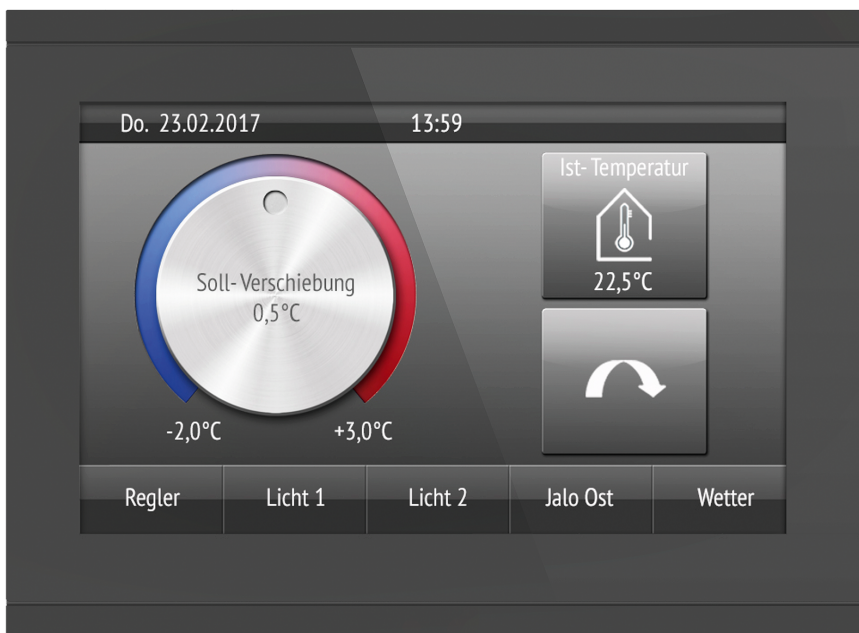 Do. 23.02.2017 13:59
Soll-Verschiebung
0,5°C
-2,0°C +3,0°C
Ist-Temperatur
22,5°C
Regler Licht 1 Licht 2 Jalo Ost Wetter